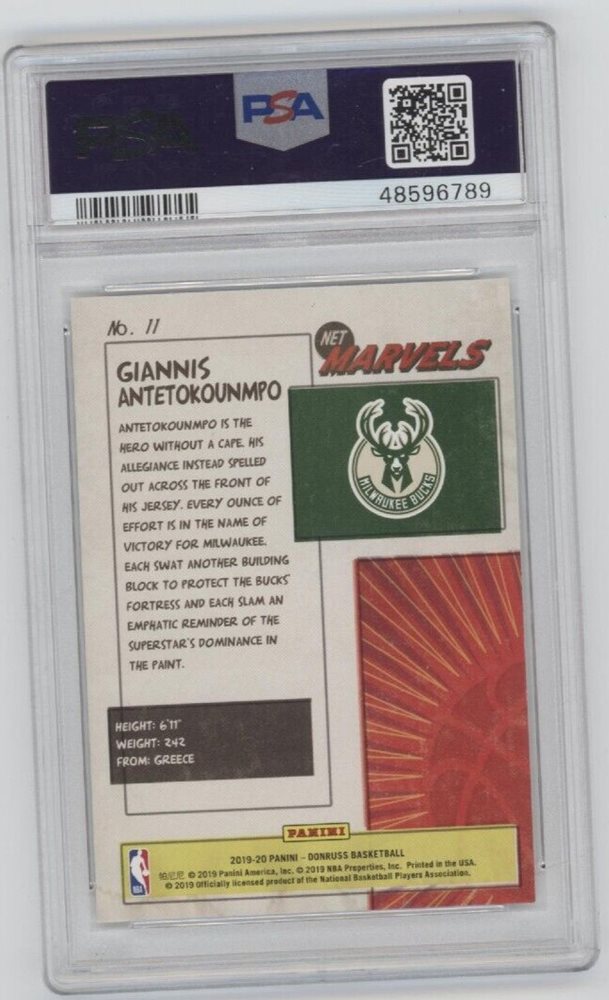 PSA
48596789
No. 11
NET
MARVELS
GIANNIS
ANTETOKOUNMPO
ANTETOKOUNMPO IS THE
HERO WITHOUT A CAPE. HIS
ALLEGIANCE INSTEAD SPELLED
OUT ACROSS THE FRONT OF
HIS JERSEY. EVERY OUNCE OF
EFFORT IS IN THE NAME OF
VICTORY FOR MILWAUKEE.
EACH SWAT ANOTHER BUILDING
BLOCK TO PROTECT THE BUCKS'
FORTRESS AND EACH SLAM AN
EMPHATIC REMINDER OF THE
SUPERSTAR'S DOMINANCE IN
THE PAINT.
MILWAUKEE BUCKS
HEIGHT: 6'11"
WEIGHT: 242
FROM: GREECE
PANINI
2019-20 PANINI – DONRUSS BASKETBALL
帕尼尼 © 2019 Panini America, Inc. © 2019 NBA Properties, Inc. Printed in the USA.
© 2019 Officially licensed product of the National Basketball Players Association.
NBA